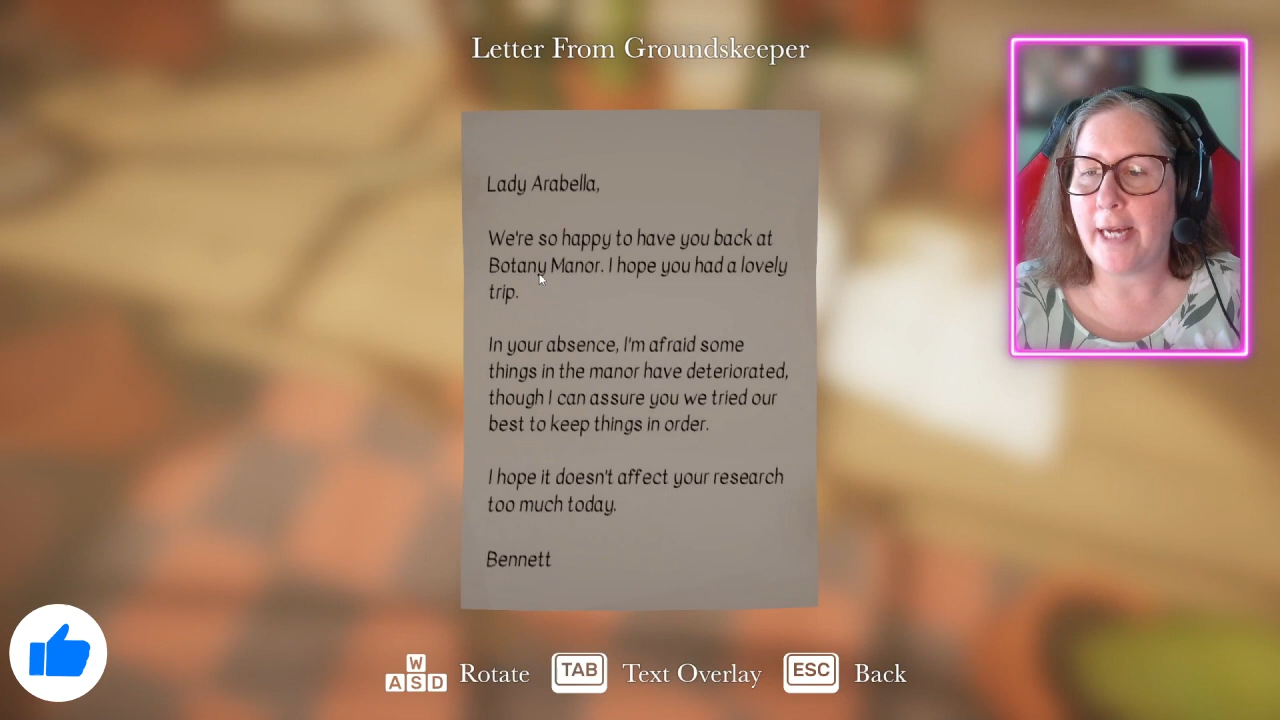 Letter From Groundskeeper
Lady Arabella,
We're so happy to have you back at
Botany Manor. I hope you had a lovely
trip.
In your absence, I'm afraid some
things in the manor have deteriorated,
though I can assure you we tried our
best to keep things in order.
I hope it doesn't affect your research
too much today.
Bennett
W
A S D Rotate TAB Text Overlay ESC Back